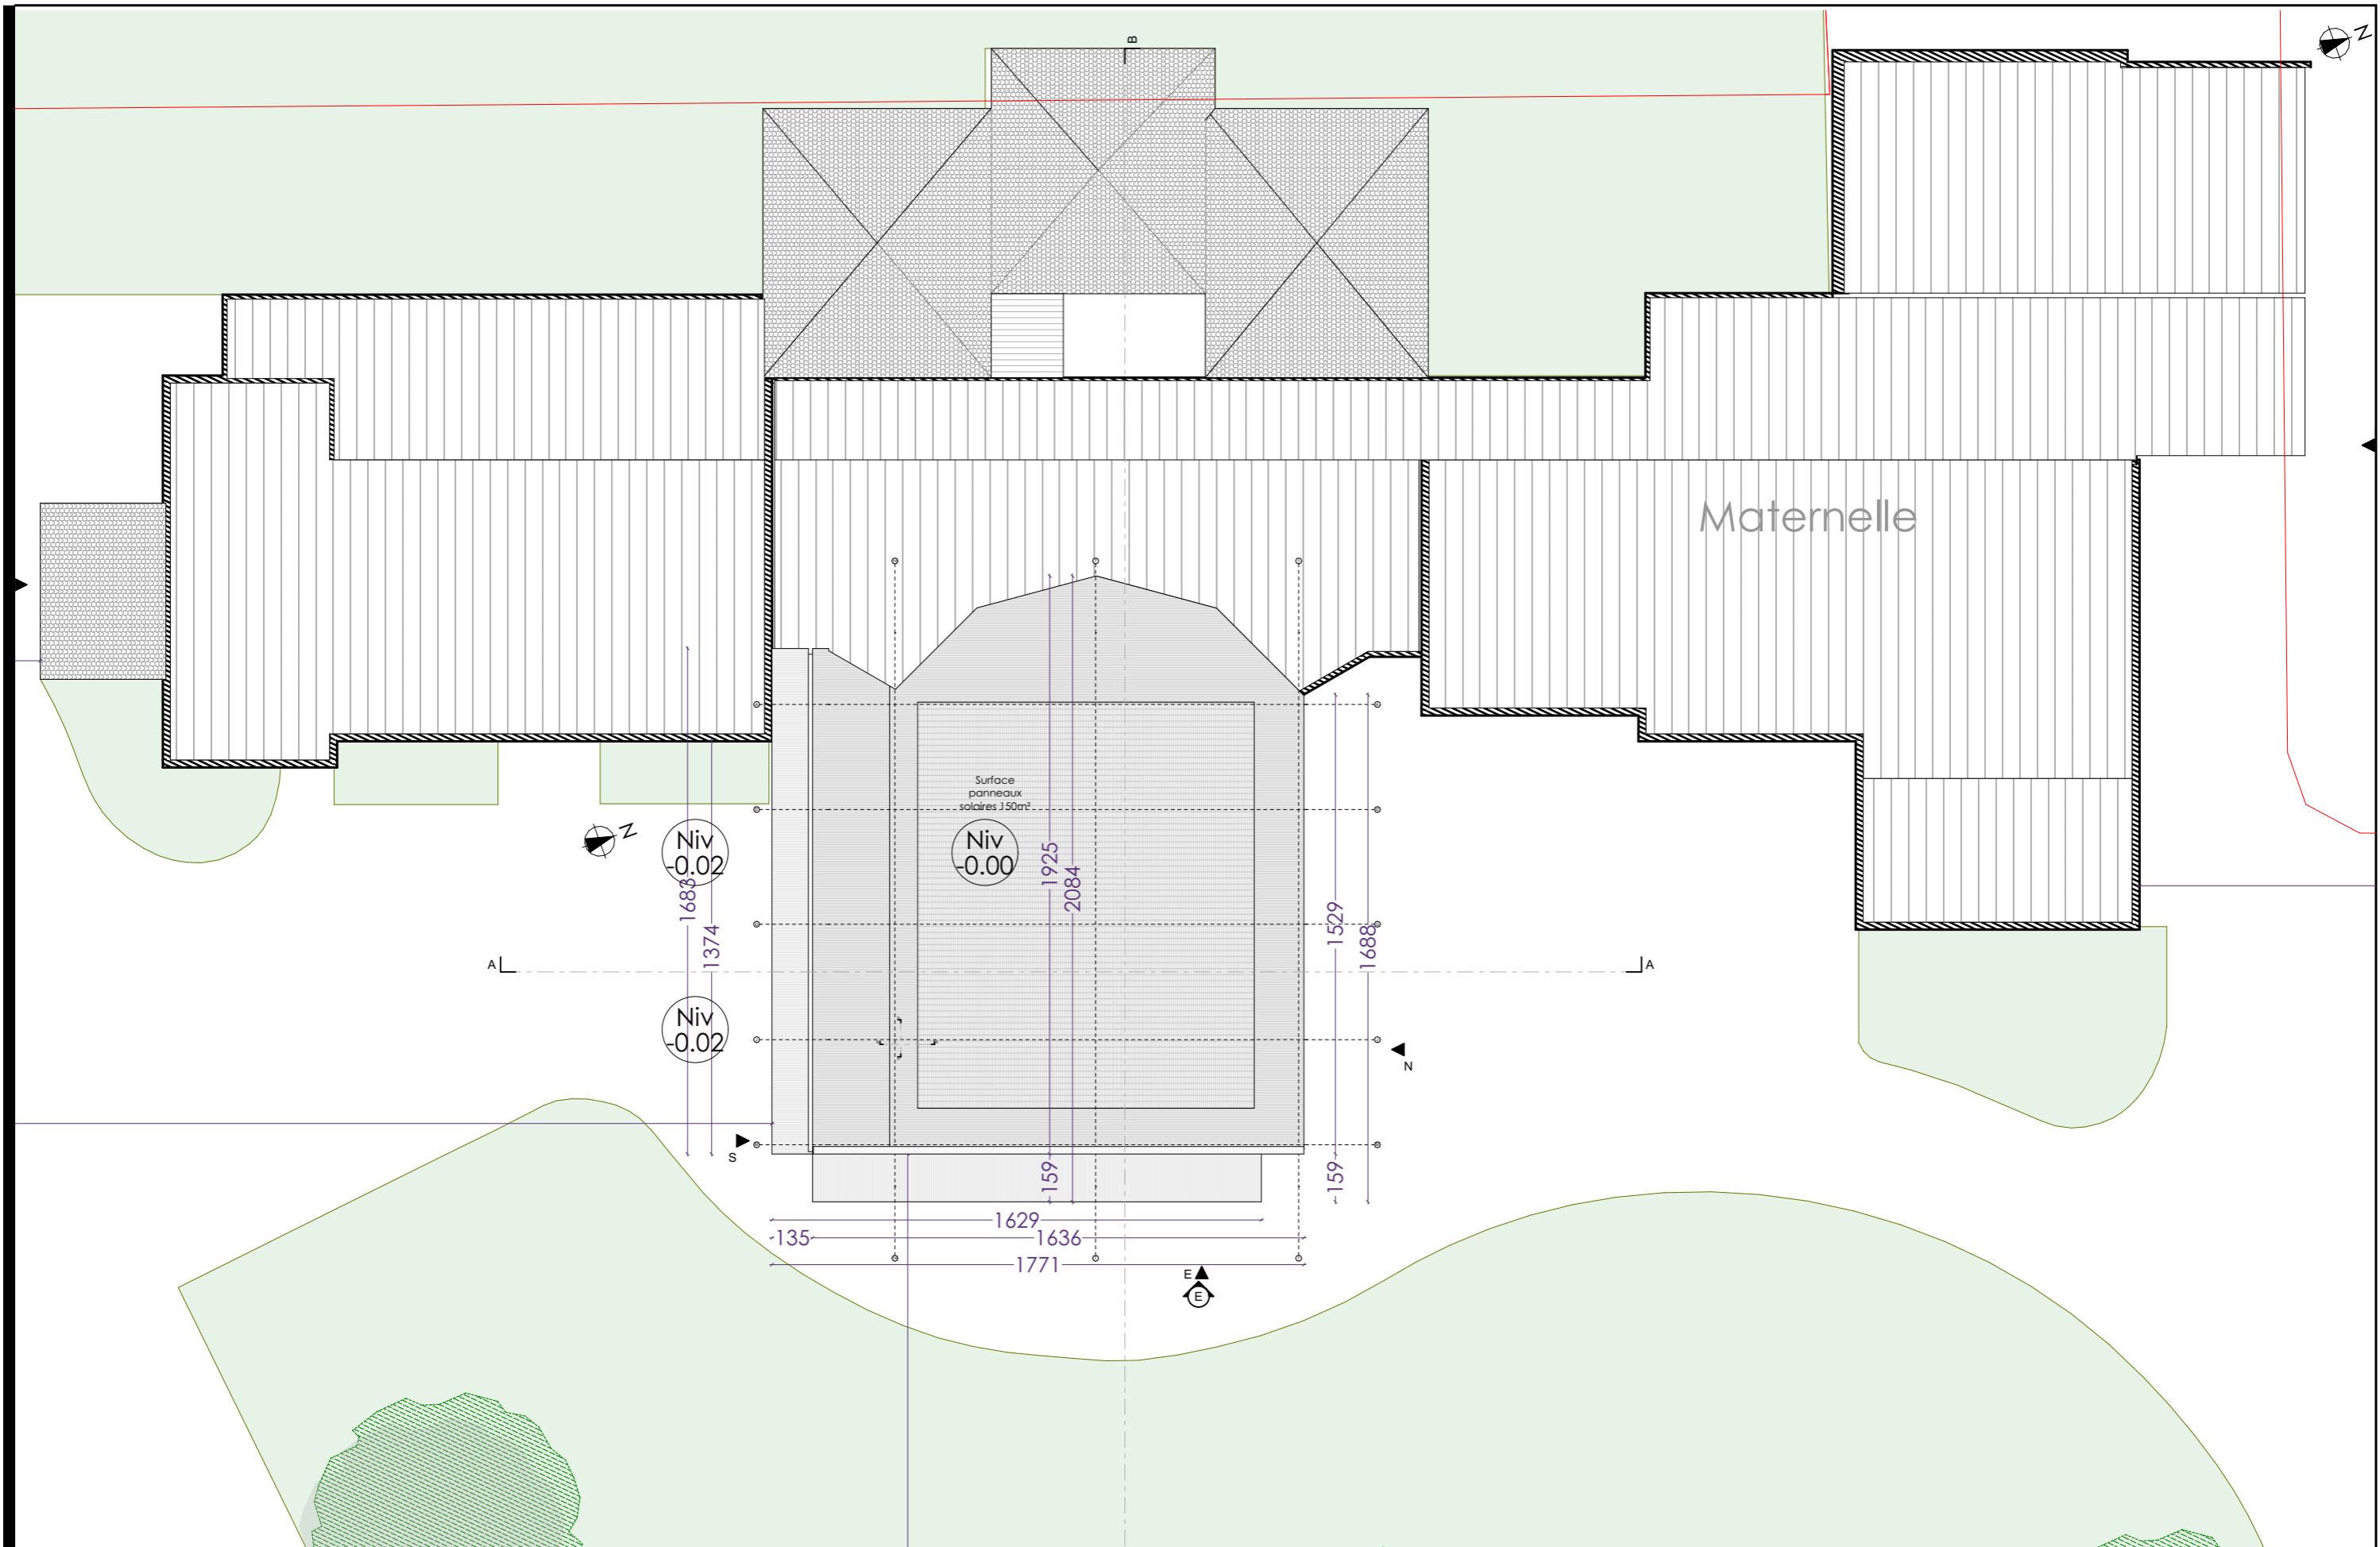 B
N
Maternelle
Surface
panneaux
solaires 150m²
N
Niv
-0.02
Niv
-0.00
1683
1374
1925
2084
1529
1688
A
A
Niv
-0.02
N
S
159
159
1629
135
1636
1771
E
E